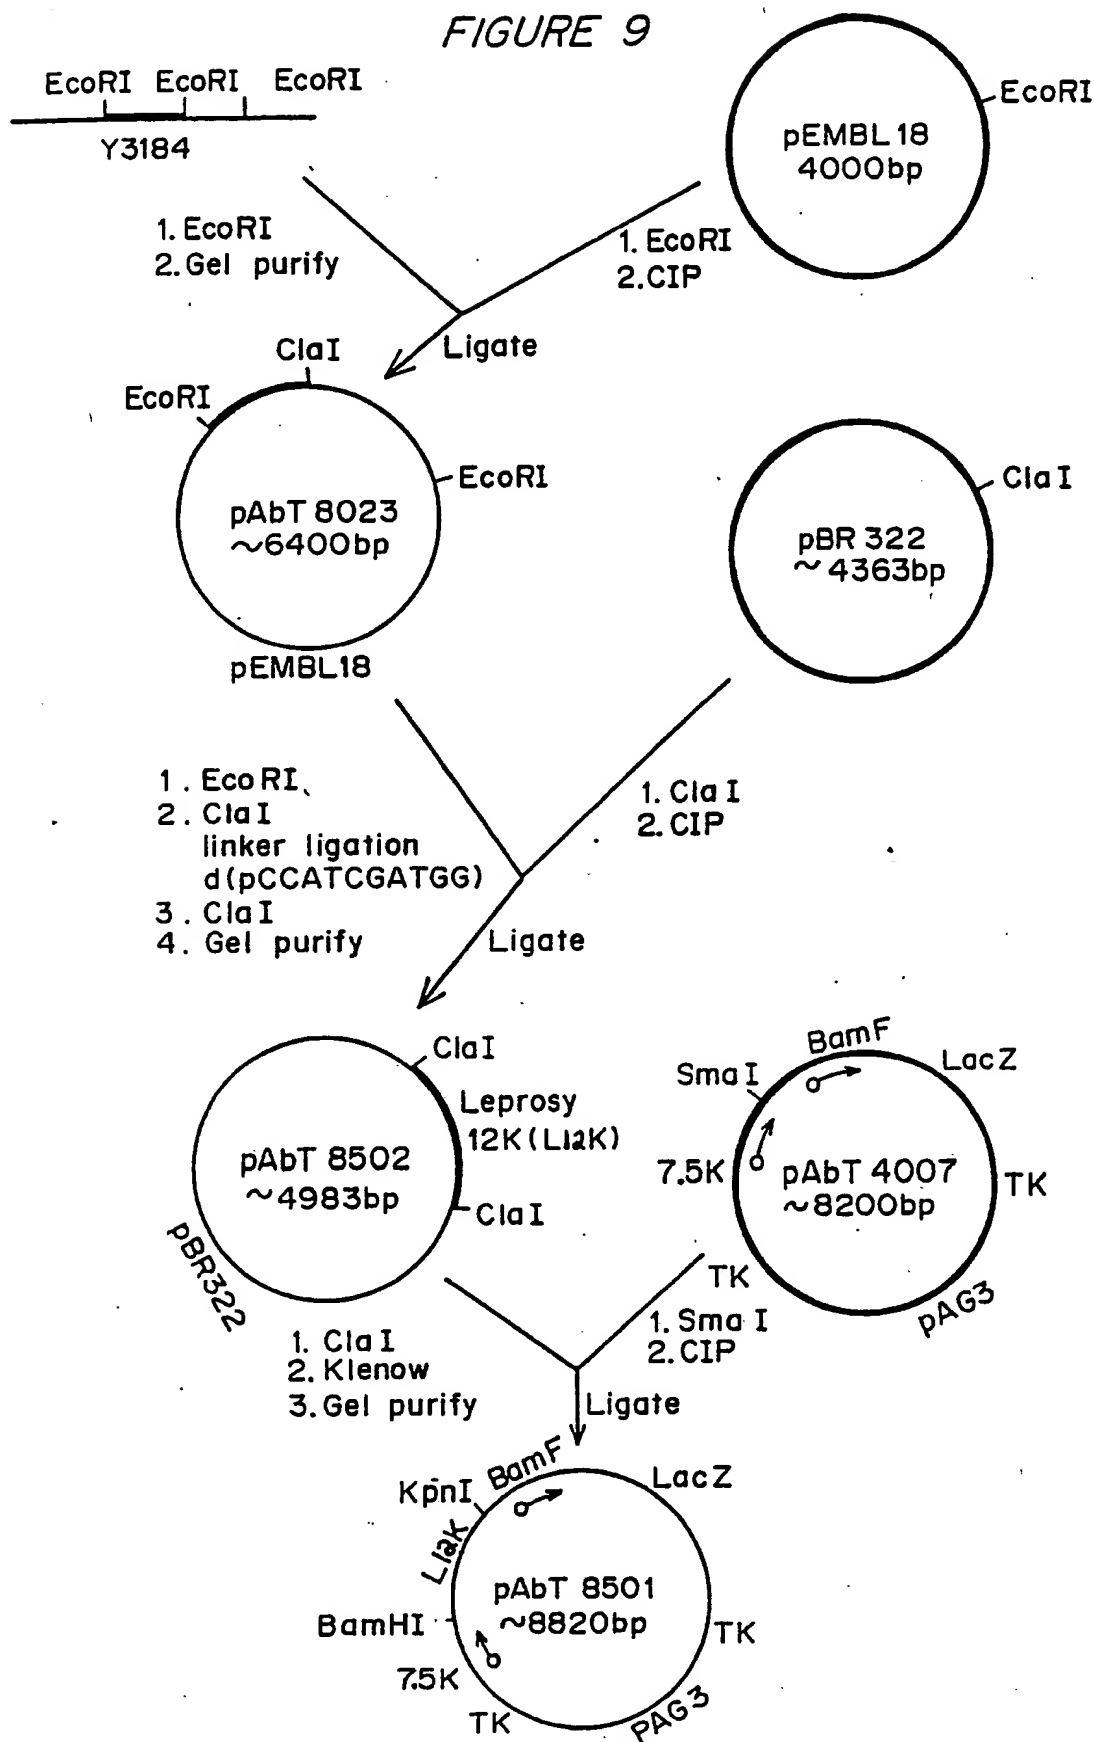 FIGURE 9
EcoRI EcoRI EcoRI
Y3184
EcoRI
pEMBL18
4000bp
1. EcoRI
2. Gel purify
1. EcoRI
2. CIP
Ligate
ClaI
EcoRI
EcoRI
pAbT 8023
~6400bp
pEMBL18
ClaI
pBR 322
~4363bp
1. EcoRI
2. ClaI
linker ligation
d(pCCATCGATGG)
3. ClaI
4. Gel purify
1. ClaI
2. CIP
Ligate
ClaI
Leprosy
12K (L12K)
pAbT 8502
~4983bp
ClaI
pBR322
BamF
SmaI
LacZ
7.5K
pAbT 4007
~8200bp
TK
TK
pAG3
1. ClaI
2. Klenow
3. Gel purify
1. SmaI
2. CIP
Ligate
BamF
KpnI
LacZ
L12K
pAbT 8501
~8820bp
BamHI
TK
7.5K
TK
PAG3